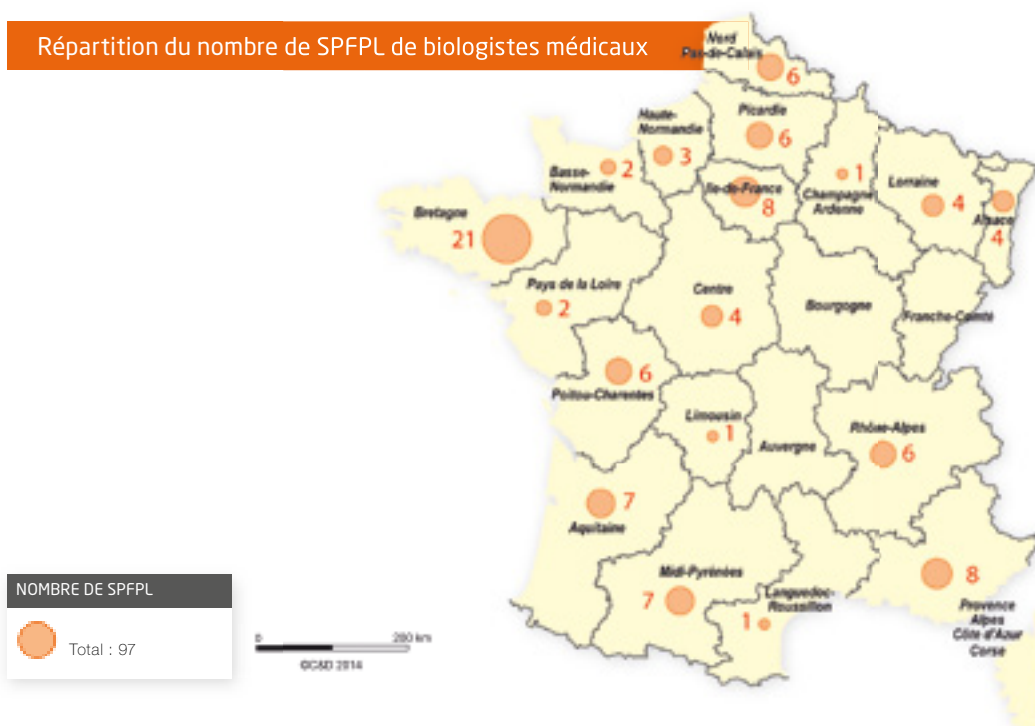 Répartition du nombre de SPFPL de biologistes médicaux
Nord
Pas-de-Calais
6
Picardie
6
Haute-
Normandie
3
Basse-
Normandie
2
Ile-de-France
8
1
Champagne
Ardenne
Lorraine
4
Alsace
4
Bretagne
21
Pays de la Loire
2
Centre
4
Bourgogne
Franche-Comté
6
Poitou-Charentes
Limousin
1
Auvergne
Rhône-Alpes
6
7
Aquitaine
Midi-Pyrénées
7
Languedoc-
Roussillon
1
8
Provence
Alpes
Côte d'Azur
Corse
NOMBRE DE SPFPL
Total : 97
0 200 km
©C&D 2014